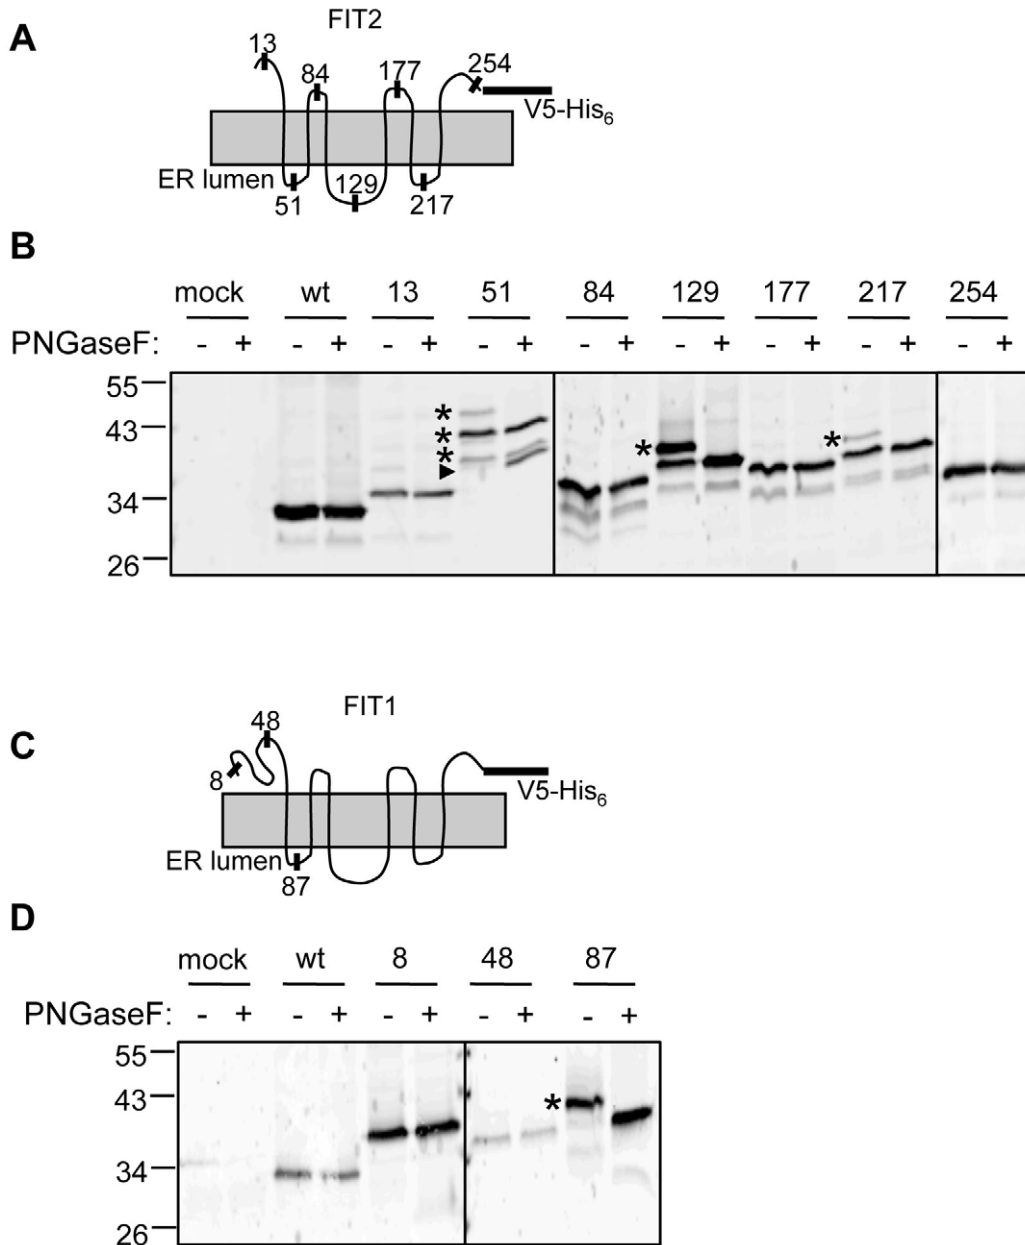 A
FIT2
13
84
177
254
V5-His6
ER lumen
51
129
217
B
mock wt 13 51 84 129 177 217 254
PNGaseF: - + - + - + - + - + - + - + - + - +
55
43
34
26
*
*
*
*
*
C
FIT1
48
8
V5-His6
ER lumen
87
D
mock wt 8 48 87
PNGaseF: - + - + - + - + - +
55
43
34
26
*